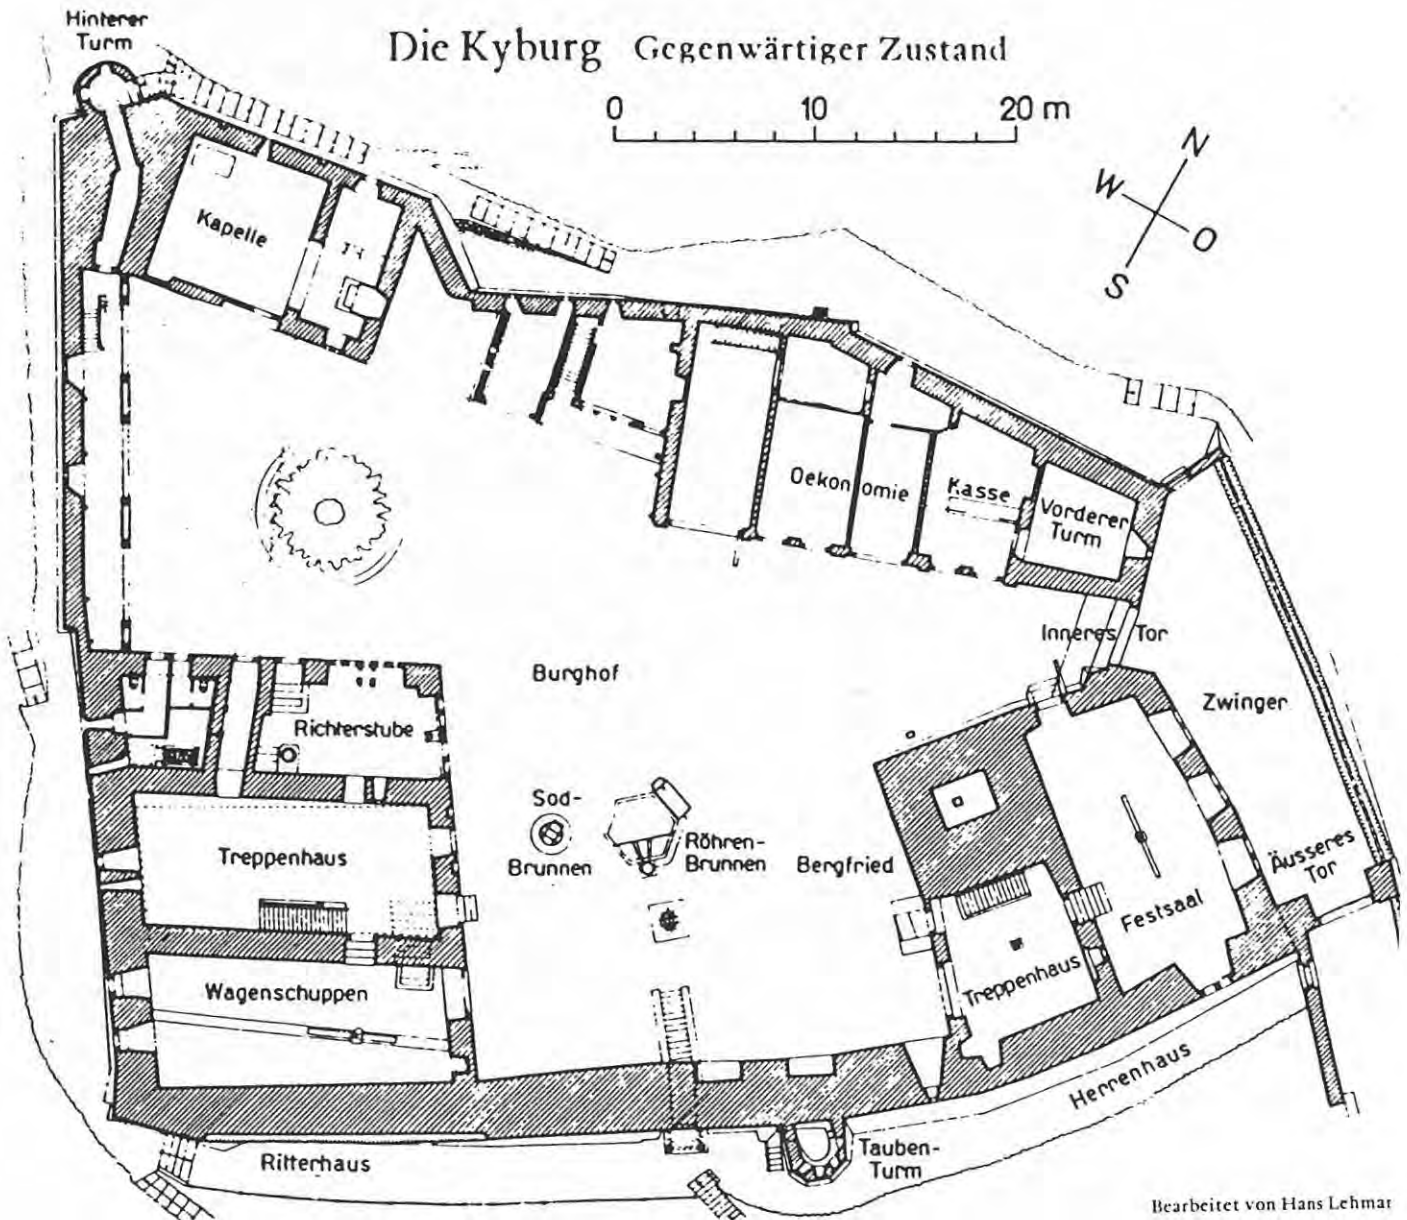 Hinterer
Turm
Die Kyburg Gegenwärtiger Zustand
0 10 20 m
N
W
O
S
Kapelle
Oekonomie
Kasse
Vorderer
Turm
Inneres Tor
Burghof
Zwinger
Richterstube
Sod-
Brunnen
Röhren-
Brunnen
Bergfried
Äusseres
Tor
Treppenhaus
Festsaal
Treppenhaus
Wagenschuppen
Herrenhaus
Ritterhaus
Tauben-
Turm
Bearbeitet von Hans Lehmar